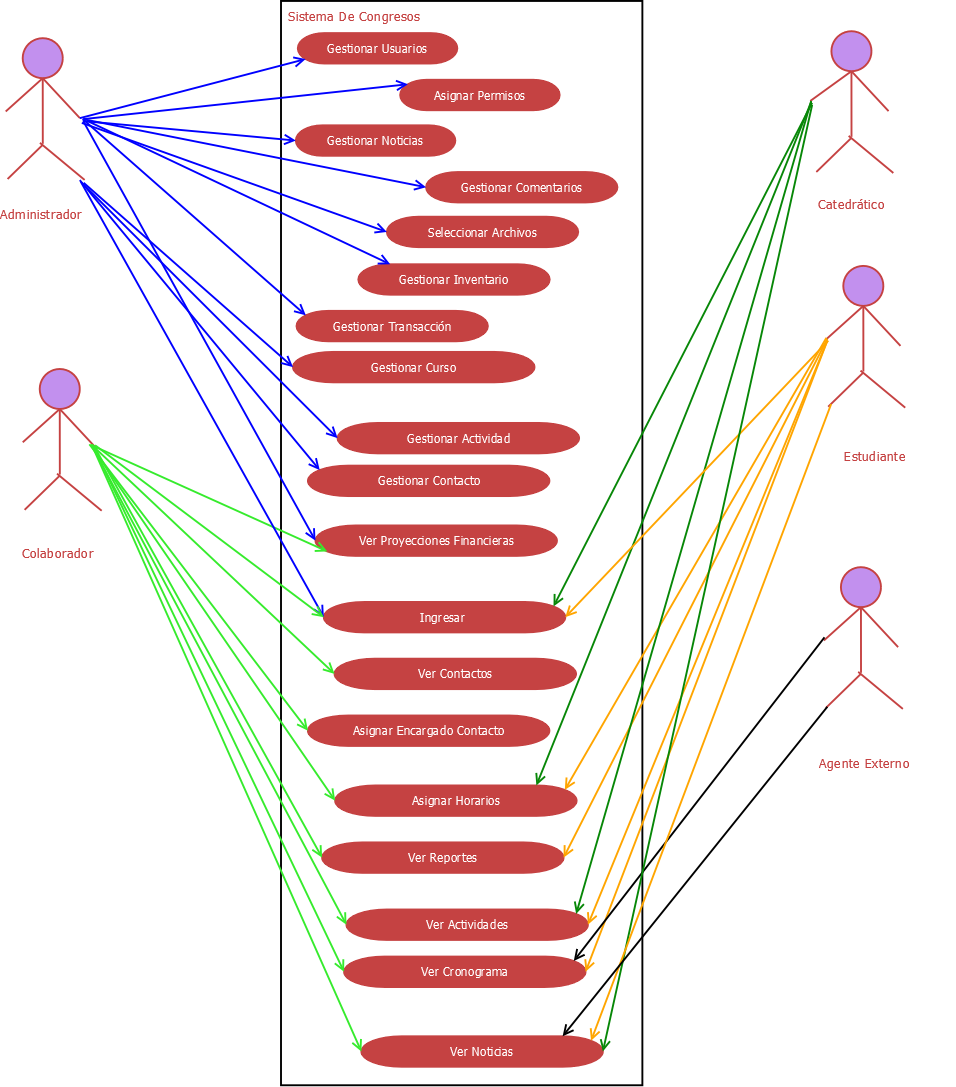 Sistema De Congresos
Gestionar Usuarios
Asignar Permisos
Gestionar Noticias
Gestionar Comentarios
Administrador
Catedrático
Seleccionar Archivos
Gestionar Inventario
Gestionar Transacción
Gestionar Curso
Gestionar Actividad
Estudiante
Gestionar Contacto
Ver Proyecciones Financieras
Colaborador
Ingresar
Ver Contactos
Asignar Encargado Contacto
Agente Externo
Asignar Horarios
Ver Reportes
Ver Actividades
Ver Cronograma
Ver Noticias